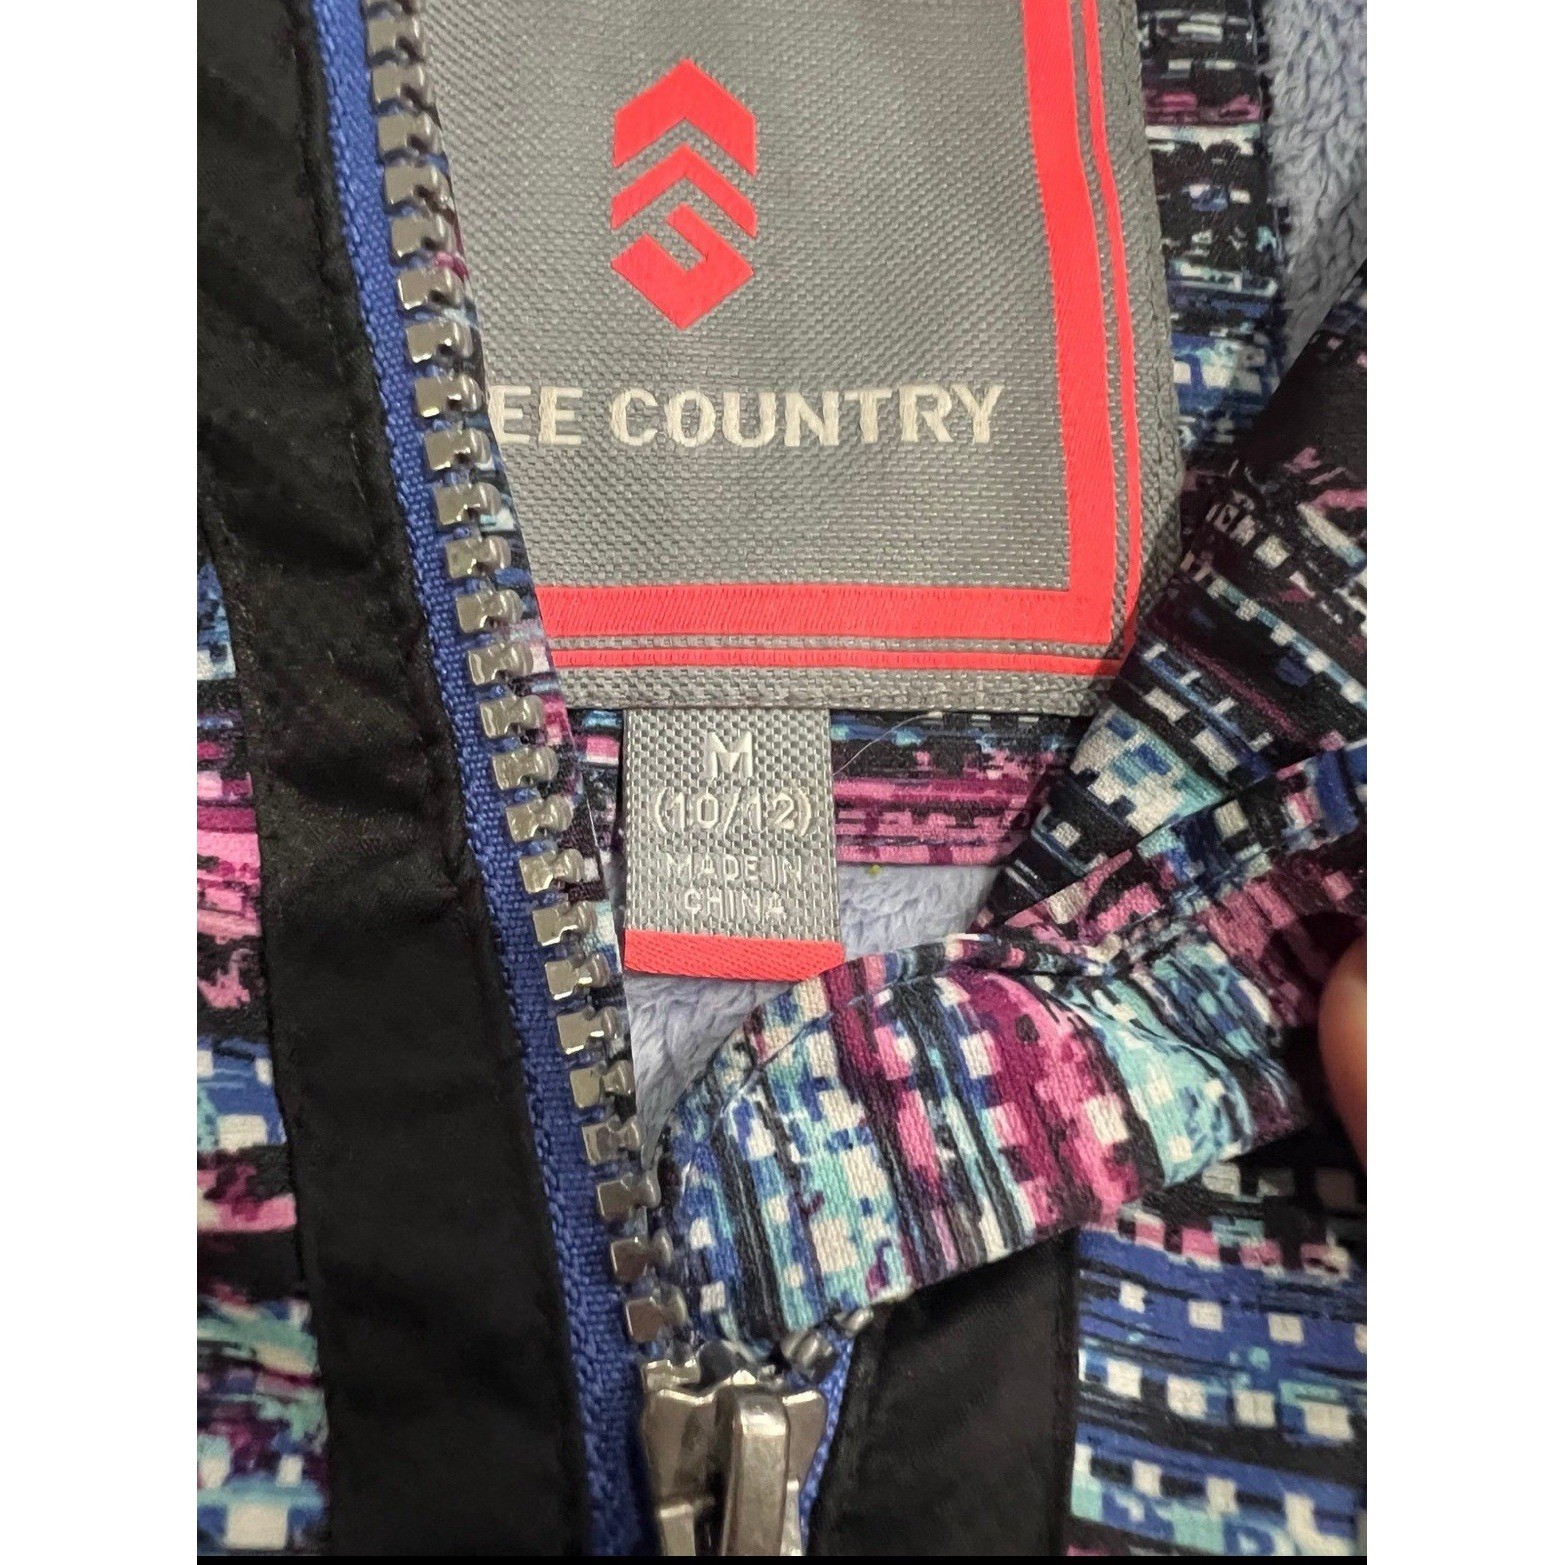 EE COUNTRY
M
(10/12)
MADE IN
CHINA